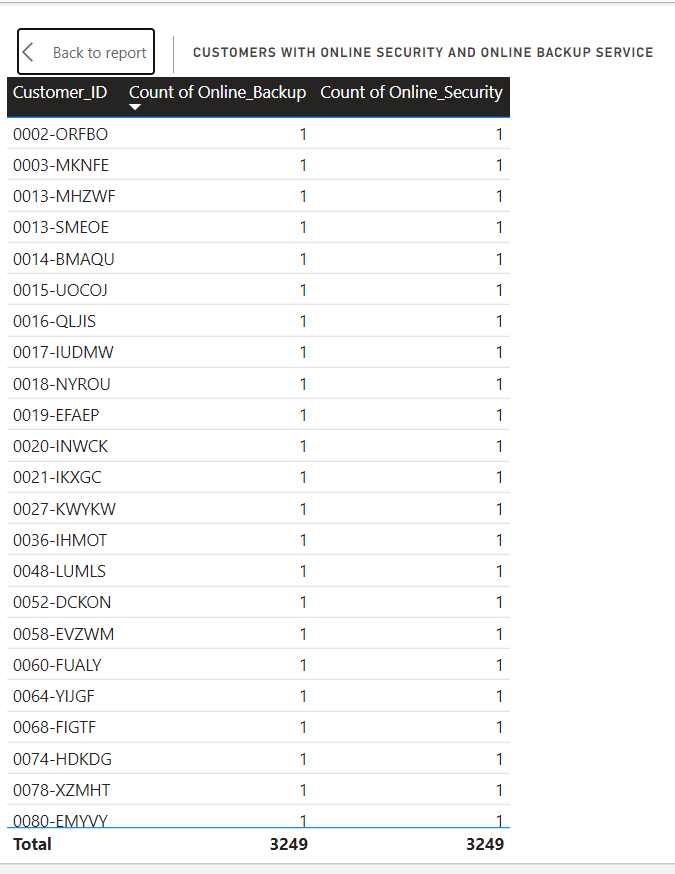 Back to report
CUSTOMERS WITH ONLINE SECURITY AND ONLINE BACKUP SERVICE
Customer_ID Count of Online_Backup Count of Online_Security
0002-ORFBO 1 1
0003-MKNFE 1 1
0013-MHZWF 1 1
0013-SMEOE 1 1
0014-BMAQU 1 1
0015-UOCOJ 1 1
0016-QLJIS 1 1
0017-IUDMW 1 1
0018-NYROU 1 1
0019-EFAEP 1 1
0020-INWCK 1 1
0021-IKXGC 1 1
0027-KWYKW 1 1
0036-IHMOT 1 1
0048-LUMLS 1 1
0052-DCKON 1 1
0058-EVZWM 1 1
0060-FUALY 1 1
0064-YIJGF 1 1
0068-FIGTF 1 1
0074-HDKDG 1 1
0078-XZMHT 1 1
0080-EMYVY 1 1
Total 3249 3249